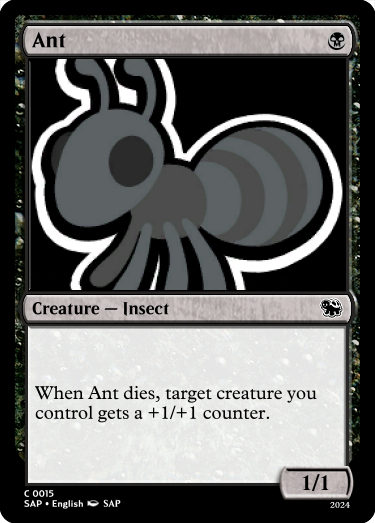 Ant
Creature — Insect
When Ant dies, target creature you
control gets a +1/+1 counter.
1/1
C 0015
SAP • English SAP
2024